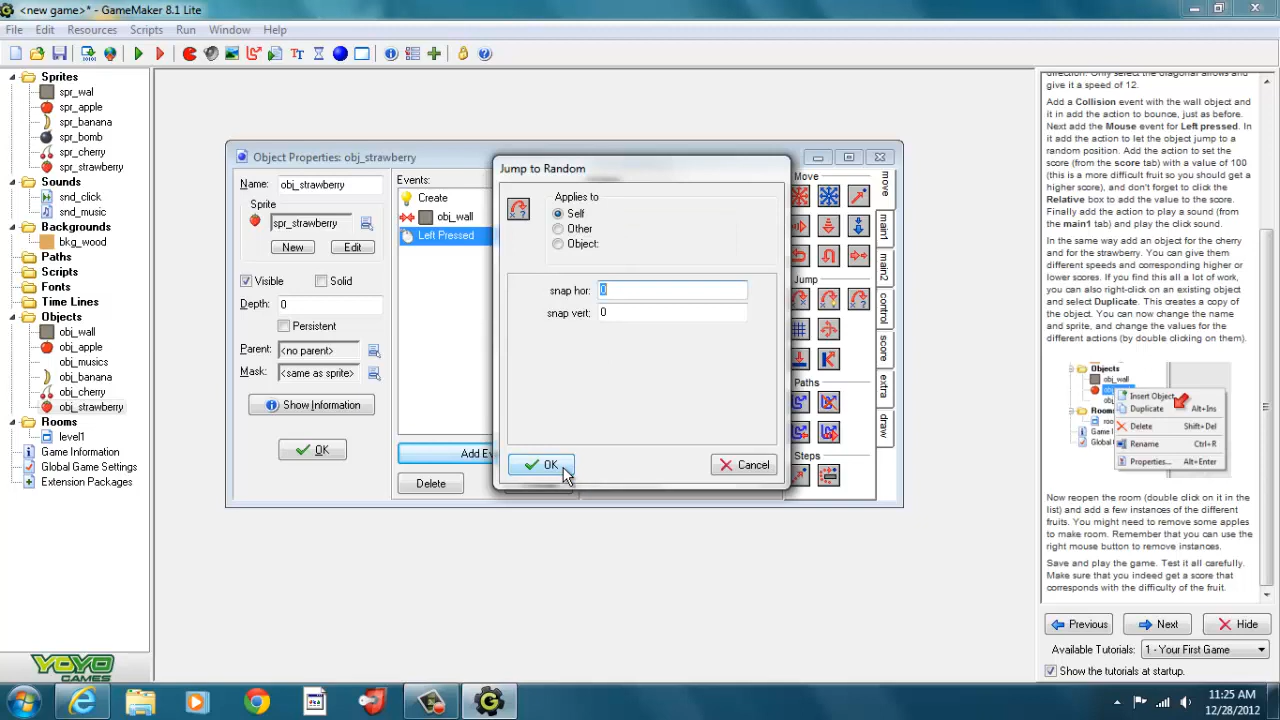 <new game>* - GameMaker 8.1 Lite
File Edit Resources Scripts Run Window Help
Sprites
spr_wal
spr_apple
spr_banana
spr_bomb
spr_cherry
spr_strawberry
Sounds
snd_click
snd_music
Backgrounds
bkg_wood
Paths
Scripts
Fonts
Time Lines
Objects
obj_wall
obj_apple
obj_musics
obj_banana
obj_cherry
obj_strawberry
Rooms
level1
Game Information
Global Game Settings
Extension Packages
YOYO
GAMES
Object Properties: obj_strawberry
Name: obj_strawberry
Sprite
spr_strawberry
New Edit
Visible Solid
Depth: 0
Persistent
Parent: <no parent>
Mask: <same as sprite>
Show Information
OK
Events:
Create
obj_wall
Left Pressed
Add Ev
Delete
Jump to Random
Applies to
Self
Other
Object:
snap hor: 0
snap vert: 0
OK Cancel
Move
Jump
Paths
Steps
move
main1
main2
control
score
extra
draw
direction. Only select the diagonal allows and
give it a speed of 12.
Add a Collision event with the wall object and
it in add the action to bounce, just as before.
Next add the Mouse event for Left pressed. In
it add the action to let the object jump to a
random position. Add the action to set the
score (from the score tab) with a value of 100
(this is a more difficult fruit so you should get a
higher score), and don't forget to click the
Relative box to add the value to the score.
Finally add the action to play a sound (from
the main1 tab) and play the click sound.
In the same way add an object for the cherry
and for the strawberry. You can give them
different speeds and corresponding higher or
lower scores. If you find this all a lot of work,
you can also right-click on an existing object
and select Duplicate. This creates a copy of
the object. You can now change the name
and sprite, and change the values for the
different actions (by double clicking on them).
Objects
obj_wall
obj
Rooms
roo
Game I
Global
Insert Object
Duplicate Alt+Ins
Delete Shift+Del
Rename Ctrl+R
Properties... Alt+Enter
Now reopen the room (double click on it in the
list) and add a few instances of the different
fruits. You might need to remove some apples
to make room. Remember that you can use the
right mouse button to remove instances.
Save and play the game. Test it all carefully.
Make sure that you indeed get a score that
corresponds with the difficulty of the fruit.
Previous Next Hide
Available Tutorials: 1 - Your First Game
Show the tutorials at startup.
11:25 AM
12/28/2012